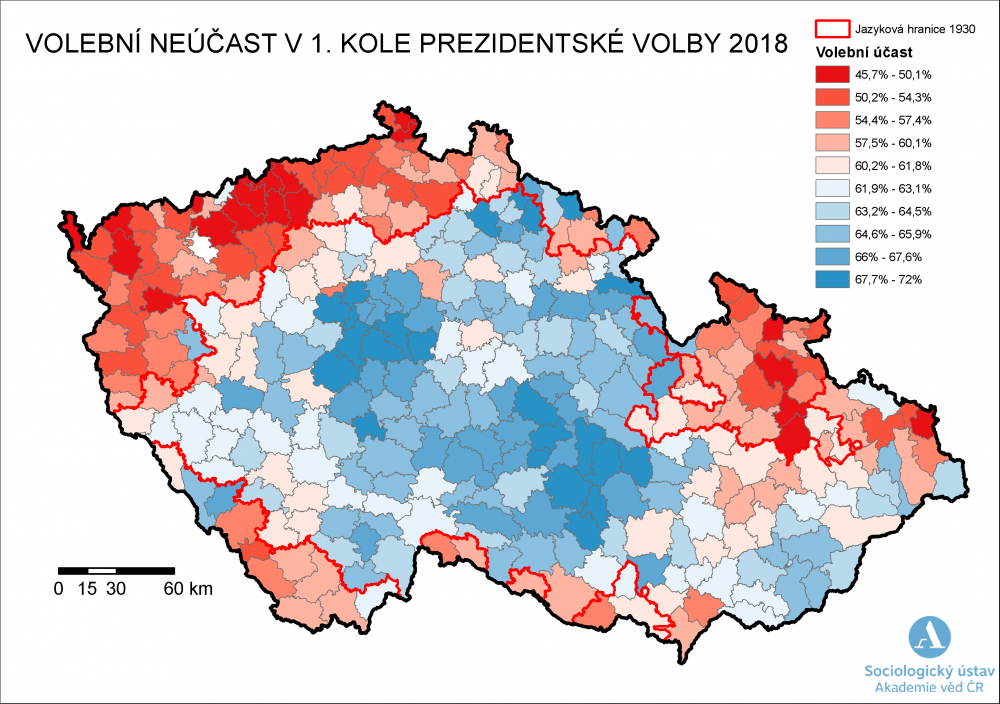 VOLEBNÍ NEÚČAST V 1. KOLE PREZIDENTSKÉ VOLBY 2018
Jazyková hranice 1930
Volební účast
45,7% - 50,1%
50,2% - 54,3%
54,4% - 57,4%
57,5% - 60,1%
60,2% - 61,8%
61,9% - 63,1%
63,2% - 64,5%
64,6% - 65,9%
66% - 67,6%
67,7% - 72%
0 15 30 60 km
Sociologický ústav
Akademie věd ČR